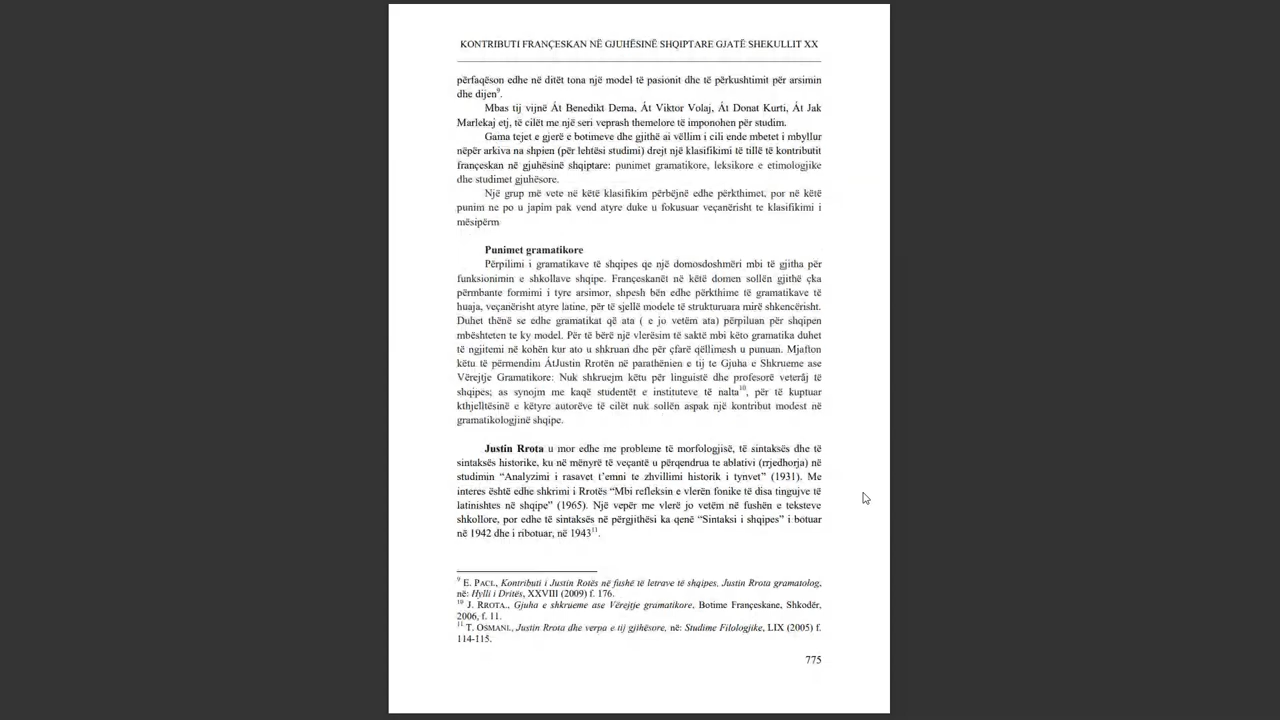 KONTRIBUTI FRANÇESKAN NË GJUHËSINË SHQIPTARE GJATË SHEKULLIT XX
përfaqëson edhe në ditët tona një model të pasionit dhe të përkushtimit për arsimin
dhe dijen9.
Mbas tij vijnë Át Benedikt Dema, Át Viktor Volaj, Át Donat Kurti, Át Jak
Marlekaj etj, të cilët me një seri veprash themelore të imponohen për studim.
Gama tejet e gjerë e botimeve dhe gjithë ai vëllim i cili ende mbetet i mbyllur
nëpër arkiva na shpien (për lehtësi studimi) drejt një klasifikimi të tillë të kontributit
françeskan në gjuhësinë shqiptare: punimet gramatikore, leksikore e etimologjike
dhe studimet gjuhësore.
Një grup më vete në këtë klasifikim përbëjnë edhe përkthimet, por në këtë
punim ne po u japim pak vend atyre duke u fokusuar veçanërisht te klasifikimi i
mësipërm
Punimet gramatikore
Përpilimi i gramatikave të shqipes qe një domosdoshmëri mbi të gjitha për
funksionimin e shkollave shqipe. Françeskanët në këtë domen sollën gjithë çka
përmbante formimi i tyre arsimor, shpesh bën edhe përkthime të gramatikave të
huaja, veçanërisht atyre latine, për të sjellë modele të strukturuara mirë shkencërisht.
Duhet thënë se edhe gramatikat që ata ( e jo vetëm ata) përpiluan për shqipen
mbështeten te ky model. Për të bërë një vlerësim të saktë mbi këto gramatika duhet
të ngjitemi në kohën kur ato u shkruan dhe për çfarë qëllimesh u punuan. Mjafton
këtu të përmendim ÁtJustin Rrotën në parathënien e tij te Gjuha e Shkrueme ase
Vërejtje Gramatikore: Nuk shkruejm këtu për linguistë dhe profesorë veterâj të
shqipes; as synojm me kaqë studentët e instituteve të nalta10, për të kuptuar
kthjelltësinë e këtyre autorëve të cilët nuk sollën aspak një kontribut modest në
gramatikologjinë shqipe.
Justin Rrota u mor edhe me probleme të morfologjisë, të sintaksës dhe të
sintaksës historike, ku në mënyrë të veçantë u përqendrua te ablativi (rrjedhorja) në
studimin “Analyzimi i rasavet t’emni te zhvillimi historik i tynvet” (1931). Me
interes është edhe shkrimi i Rrotës “Mbi refleksin e vlerën fonike të disa tingujve të
latinishtes në shqipe” (1965). Një vepër me vlerë jo vetëm në fushën e teksteve
shkollore, por edhe të sintaksës në përgjithësi ka qenë “Sintaksi i shqipes” i botuar
në 1942 dhe i ribotuar, në 194311.
9 E. PACI., Kontributi i Justin Rotës në fushë të letrave të shqipes, Justin Rrota gramatolog,
në: Hylli i Dritës, XXVIII (2009) f. 176.
10 J. RROTA., Gjuha e shkrueme ase Vërejtje gramatikore, Botime Françeskane, Shkodër,
2006, f. 11.
11 T. OSMANI., Justin Rrota dhe verpa e tij gjihësore, në: Studime Filologjike, LIX (2005) f.
114-115.
775